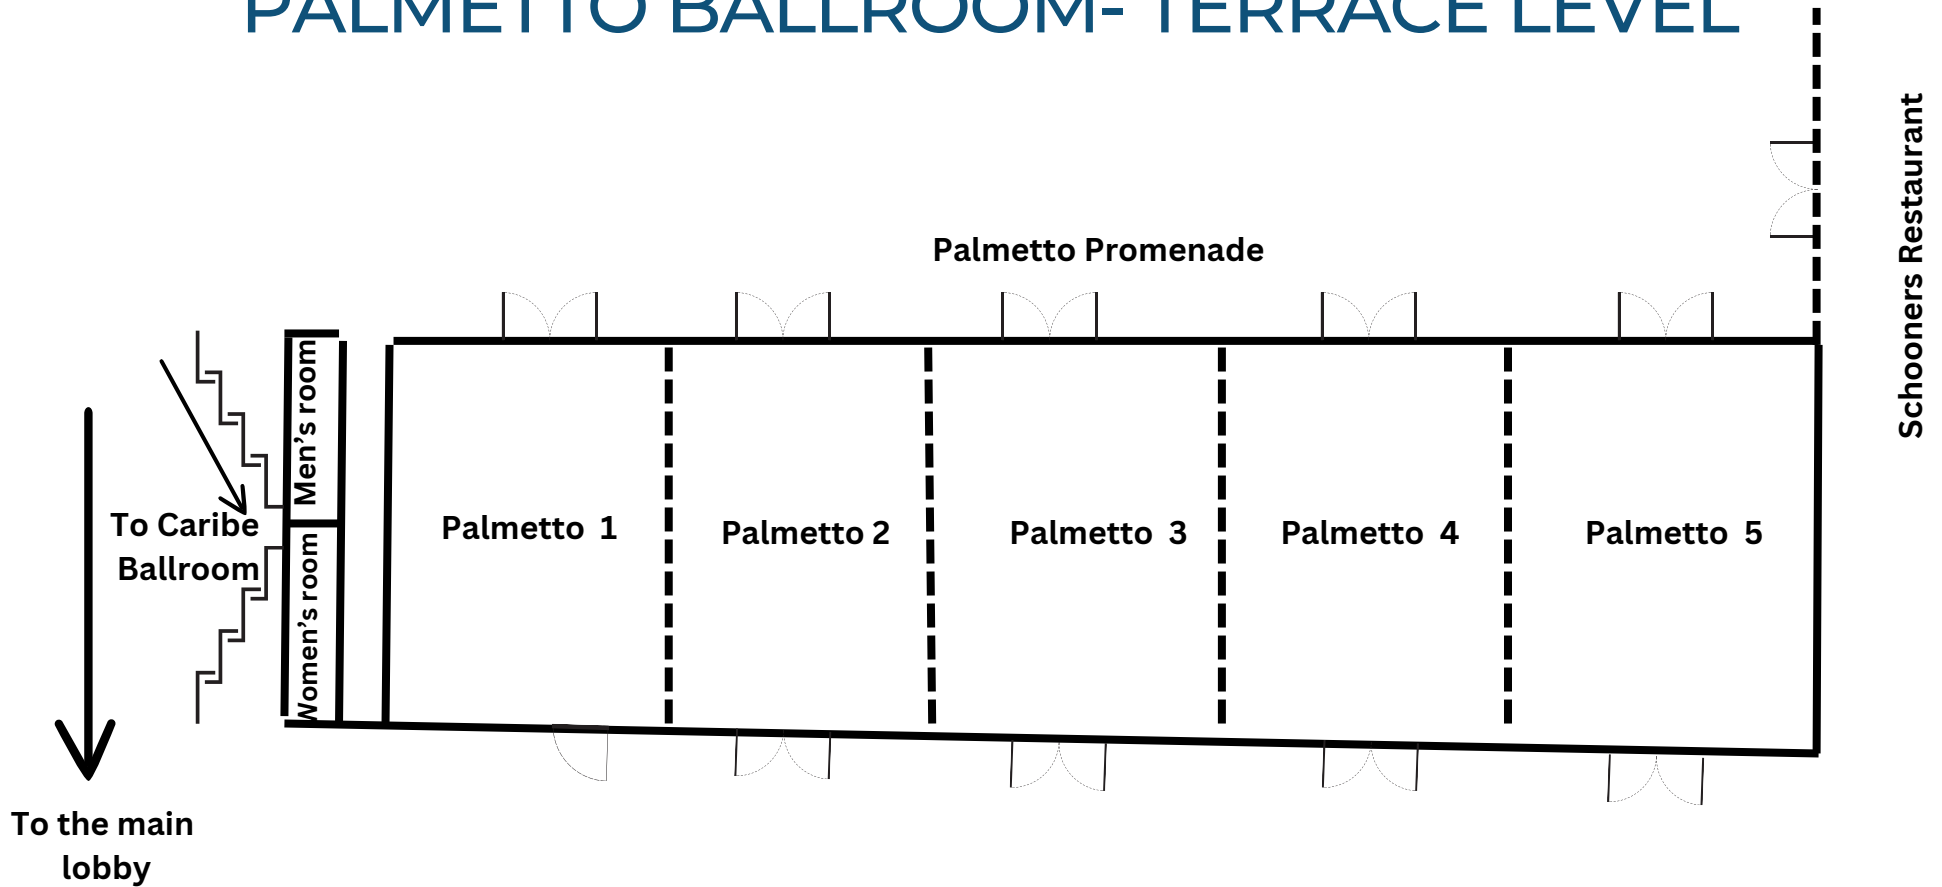 PALMETTO BALLROOM- TERRACE LEVEL
Schooners Restaurant
Palmetto Promenade
Men's room
Women's room
To Caribe
Ballroom
Palmetto 1
Palmetto 2
Palmetto 3
Palmetto 4
Palmetto 5
To the main
lobby